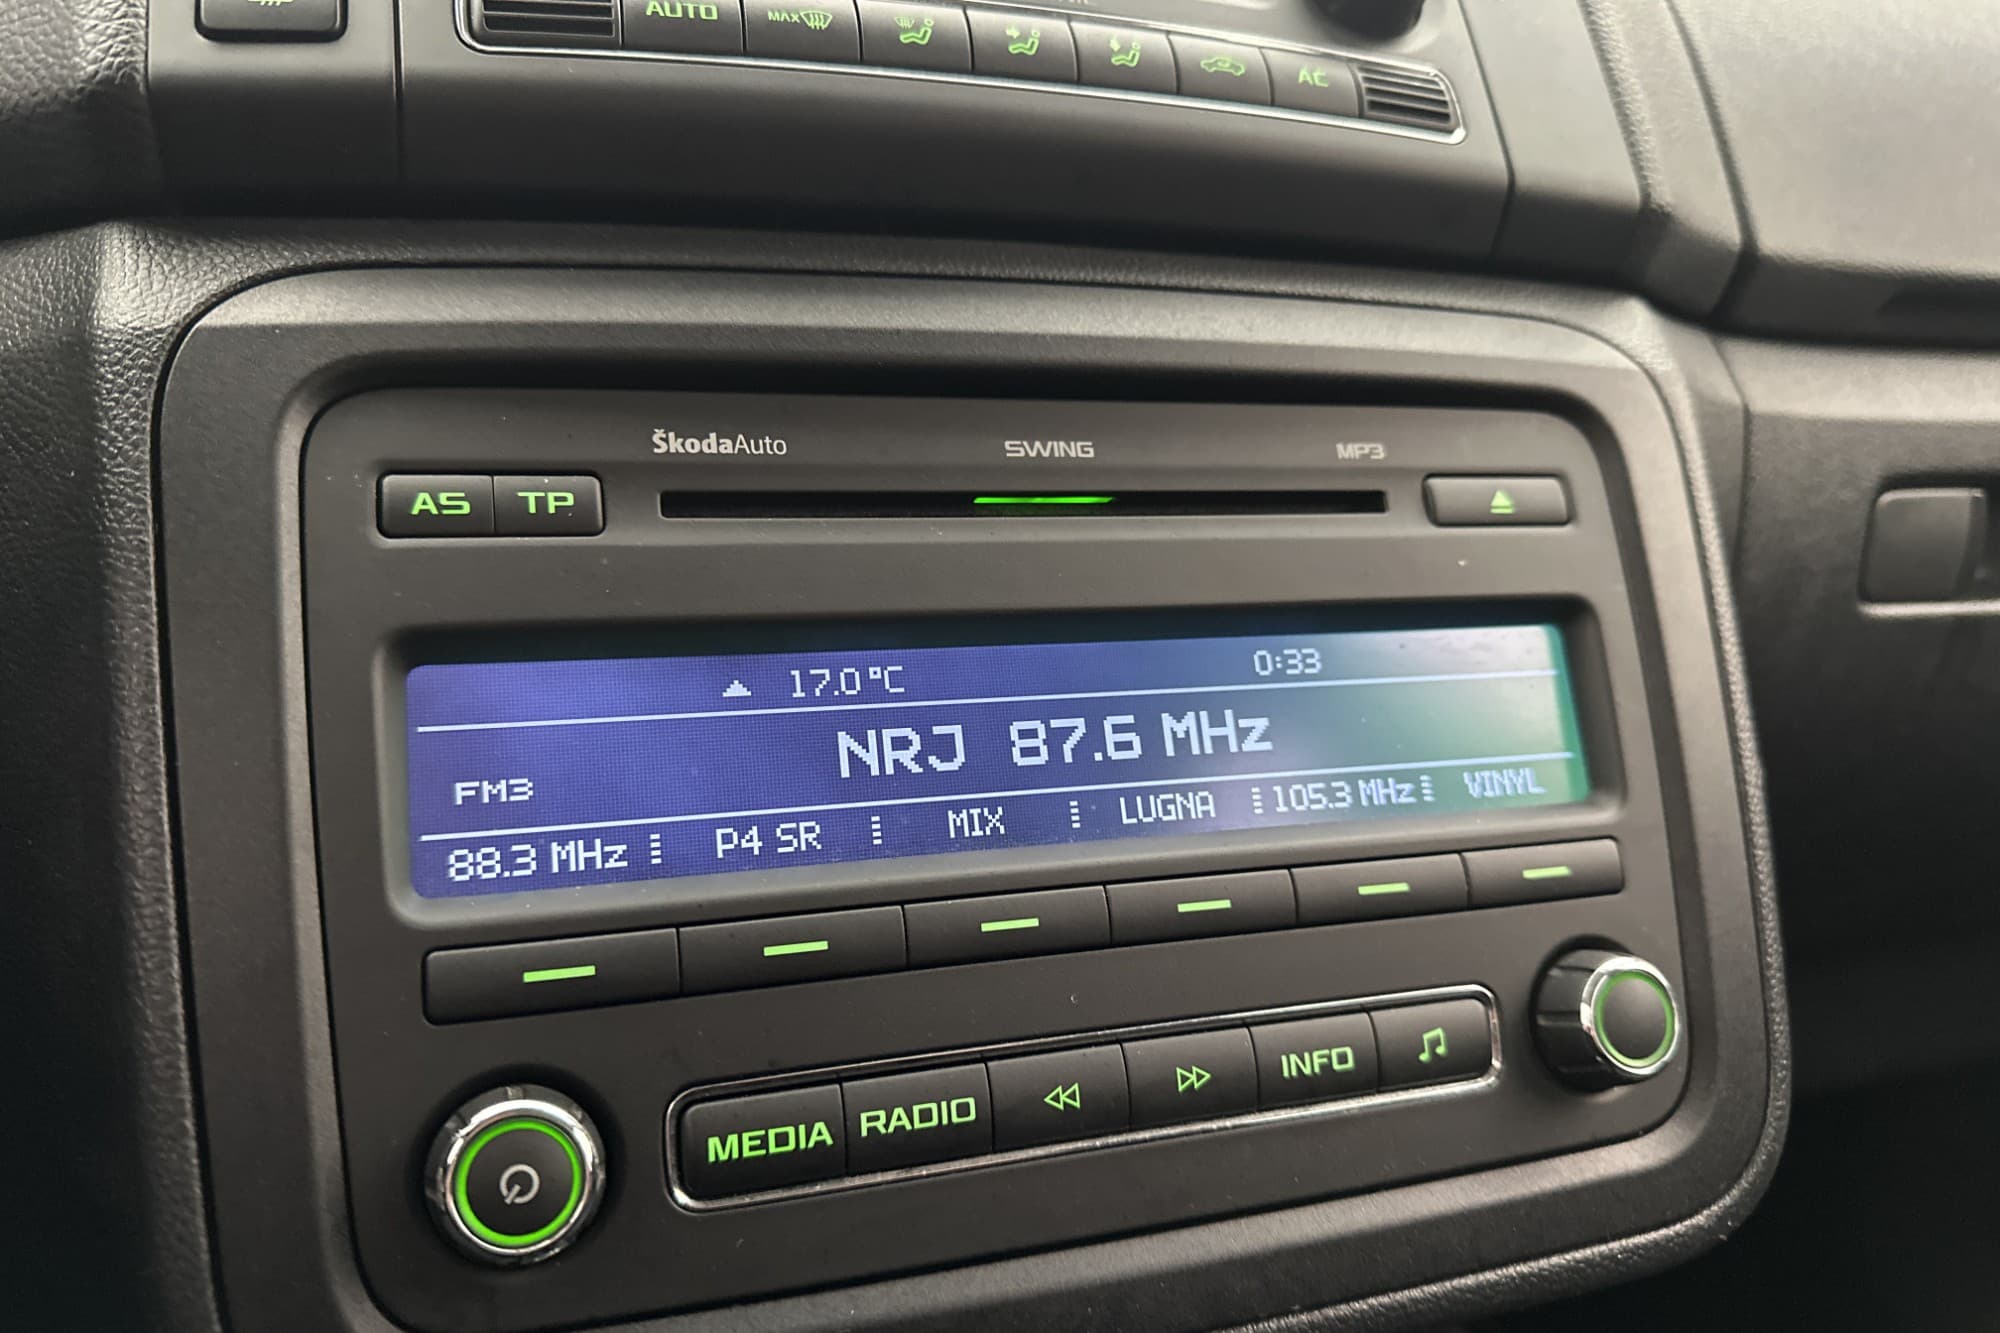 AUTO MAX AC
ŠkodaAuto SWING MP3
AS TP
17.0°C 0:33
NRJ 87.6 MHz
FM3
88.3 MHz P4 SR MIX LUGNA 105.3 MHz VINYL
MEDIA RADIO INFO